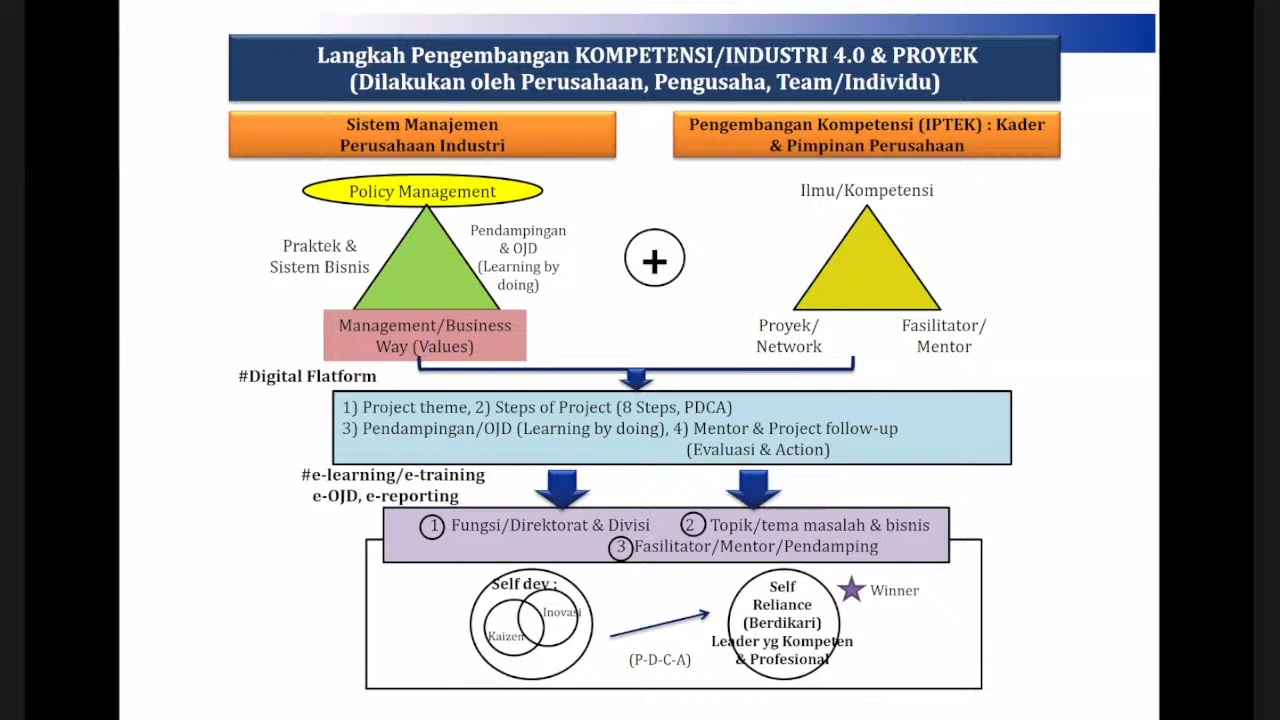 Langkah Pengembangan KOMPETENSI/INDUSTRI 4.0 & PROYEK
(Dilakukan oleh Perusahaan, Pengusaha, Team/Individu)
Sistem Manajemen
Perusahaan Industri
Pengembangan Kompetensi (IPTEK) : Kader
& Pimpinan Perusahaan
Policy Management
Praktek &
Sistem Bisnis
Pendampingan
& OJD
(Learning by
doing)
Management/Business
Way (Values)
+
Ilmu/Kompetensi
Proyek/
Network
Fasilitator/
Mentor
#Digital Flatform
1) Project theme, 2) Steps of Project (8 Steps, PDCA)
3) Pendampingan/OJD (Learning by doing), 4) Mentor & Project follow-up
(Evaluasi & Action)
#e-learning/e-training
e-OJD, e-reporting
1 Fungsi/Direktorat & Divisi 2 Topik/tema masalah & bisnis
3 Fasilitator/Mentor/Pendamping
Self dev :
Inovasi
Kaizen
(P-D-C-A)
Self
Reliance
(Berdikari)
Leader yg Kompeten
& Profesional
Winner